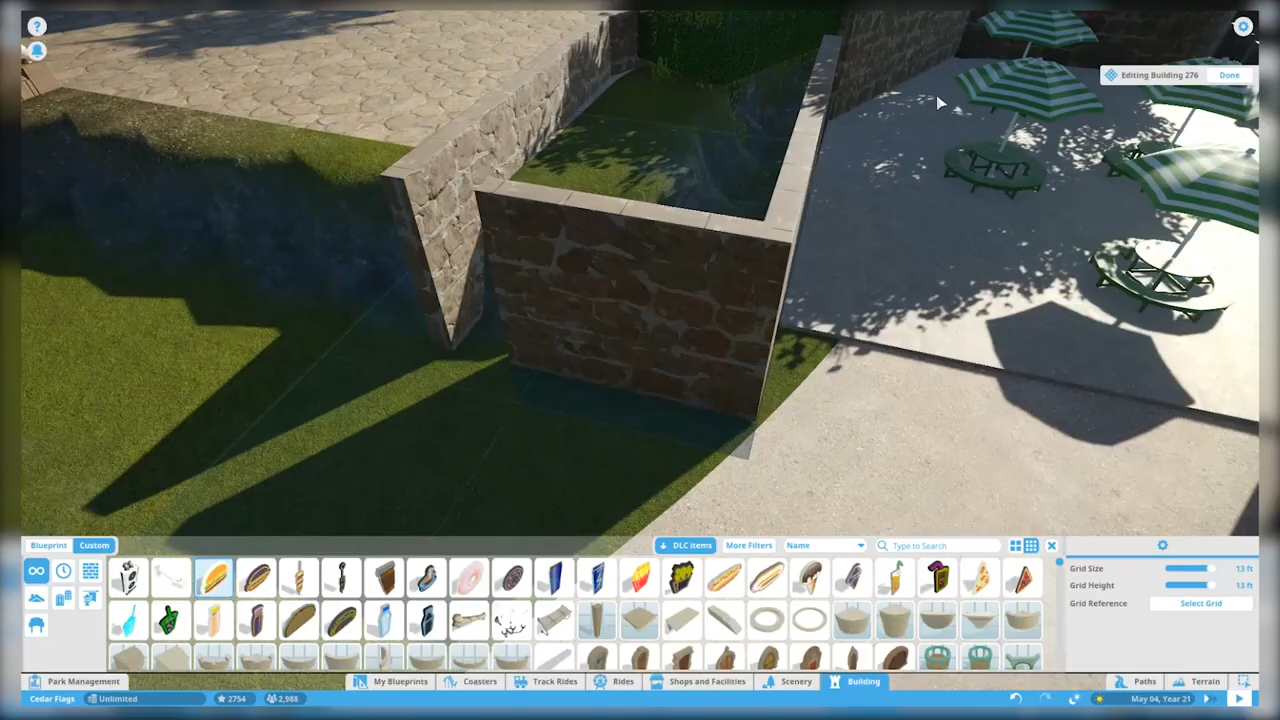 ?
Editing Building 276 Done
Blueprint Custom DLC Items More Filters Name Type to Search
Grid Size 13 ft
Grid Height 13 ft
Grid Reference Select Grid
Park Management My Blueprints Coasters Track Rides Rides Shops and Facilities Scenery Building Paths Terrain
Cedar Flags Unlimited 2754 2,988 May 04, Year 21